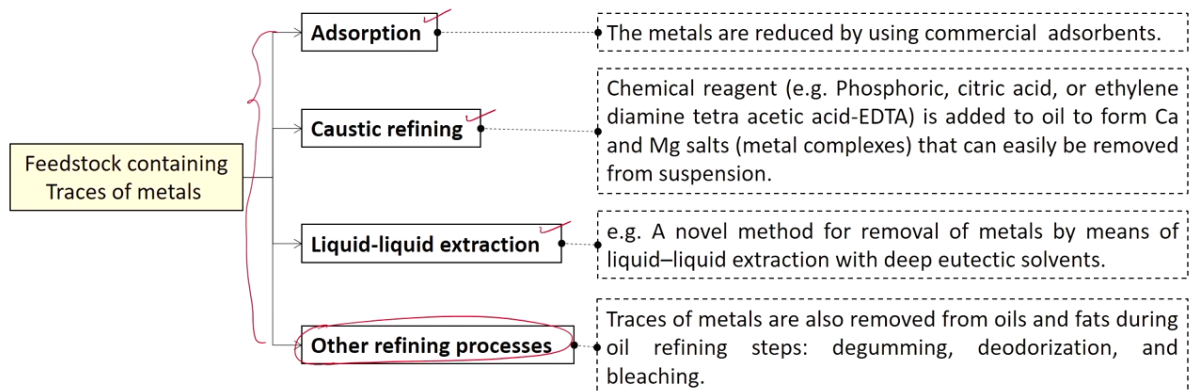 Adsorption
The metals are reduced by using commercial adsorbents.
Chemical reagent (e.g. Phosphoric, citric acid, or ethylene
diamine tetra acetic acid-EDTA) is added to oil to form Ca
and Mg salts (metal complexes) that can easily be removed
from suspension.
Caustic refining
Feedstock containing
Traces of metals
Liquid-liquid extraction
e.g. A novel method for removal of metals by means of
liquid–liquid extraction with deep eutectic solvents.
Other refining processes
Traces of metals are also removed from oils and fats during
oil refining steps: degumming, deodorization, and
bleaching.